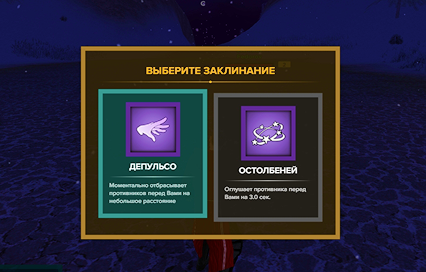 ВЫБЕРИТЕ ЗАКЛИНАНИЕ
ДЕПУЛЬСО
Моментально отбрасывает
противников перед Вами на
небольшое расстояние
ОСТОЛБЕНЕЙ
Оглушает противника перед
Вами на 3.0 сек.